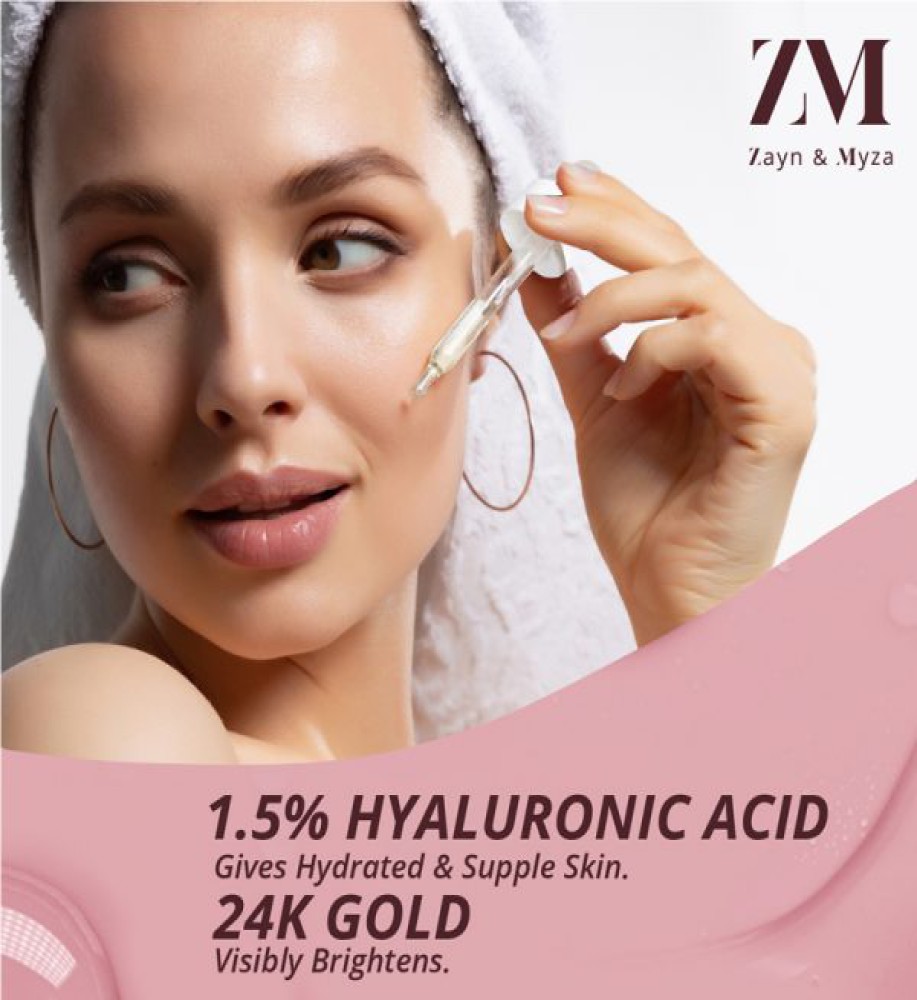 ZM
Zayn & Myza
1.5% HYALURONIC ACID
Gives Hydrated & Supple Skin.
24K GOLD
Visibly Brightens.